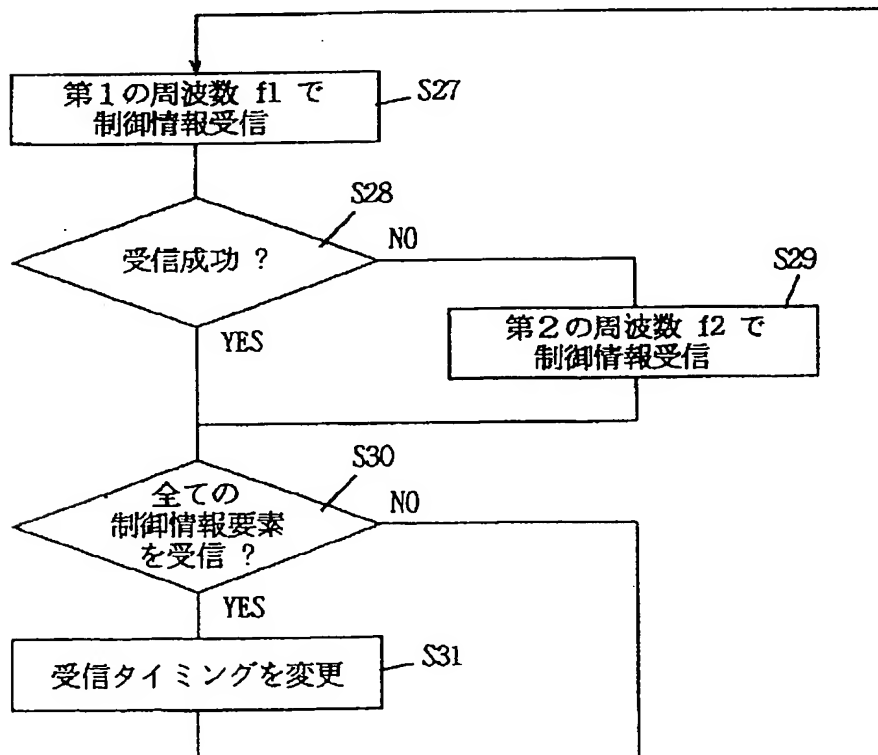 第１の周波数 f1 で
制御情報受信
S27
S28
受信成功 ?
NO
YES
S29
第２の周波数 f2 で
制御情報受信
S30
全ての
制御情報要素
を受信 ?
NO
YES
受信タイミングを変更
S31